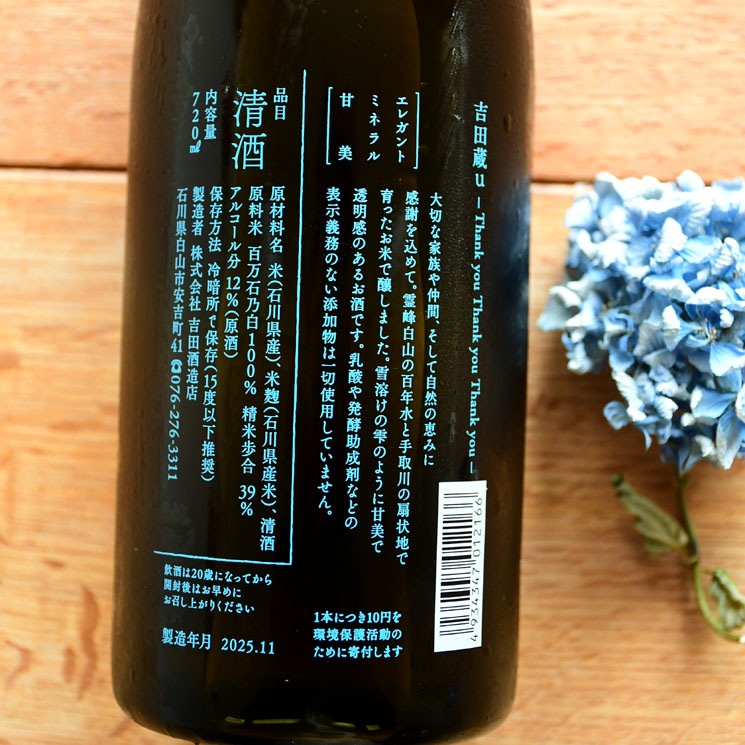 吉田蔵u — Thank you Thank you Thank you —
エレガント
ミネラル
甘美
大切な家族や仲間、そして自然の恵みに
感謝を込めて。霊峰白山の百年水と手取川の扇状地で
育ったお米で醸しました。雪溶けの雫のように甘美で
透明感のあるお酒です。乳酸や発酵助成剤などの
表示義務のない添加物は一切使用していません。
品目
清酒
内容量
720㎖
原材料名 米(石川県産)、米麹(石川県産米)、清酒
原料米 百万石乃白100% 精米歩合 39%
アルコール分 12%(原酒)
保存方法 冷暗所で保存(15度以下推奨)
製造者 株式会社 吉田酒造店
石川県白山市安吉町41 ☎076-276-3311
4934347012166
飲酒は20歳になってから
開封後はお早めに
お召し上がりください
製造年月 2025.11
1本につき10円を
環境保護活動の
ために寄付します